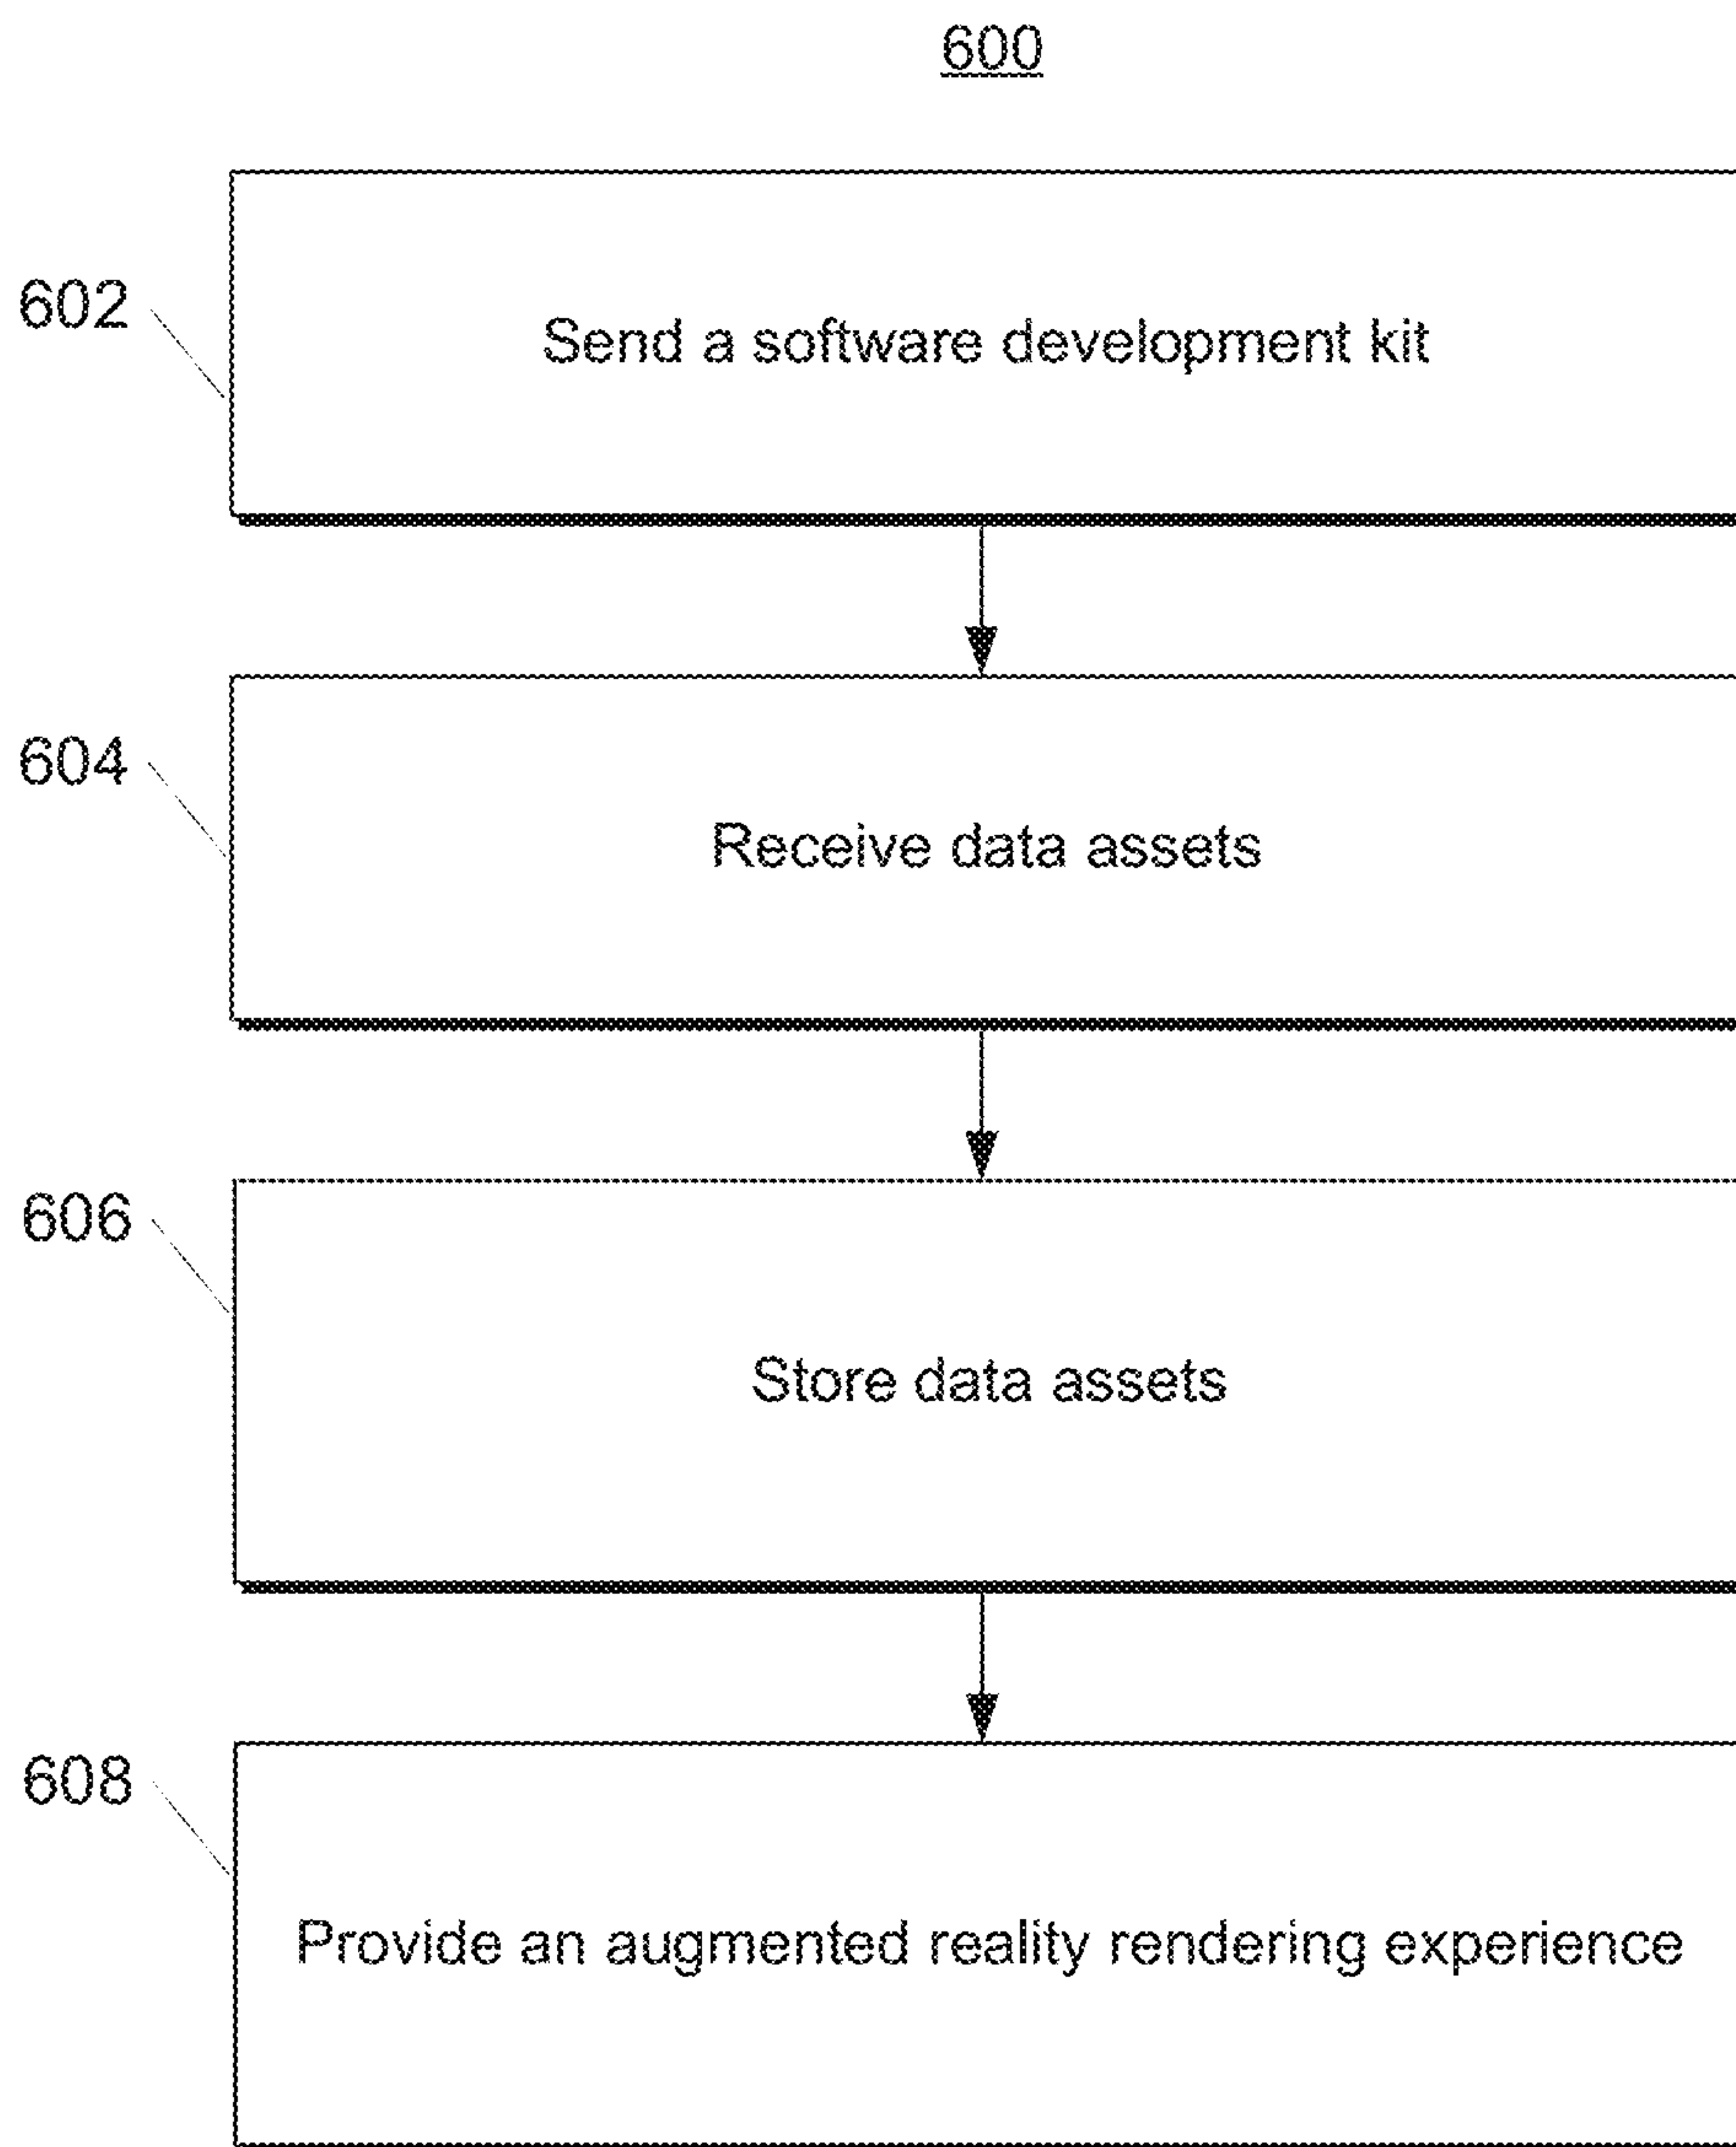 600
602
Send a software development kit
604
Receive data assets
606
Store data assets
608
Provide an augmented reality rendering experience